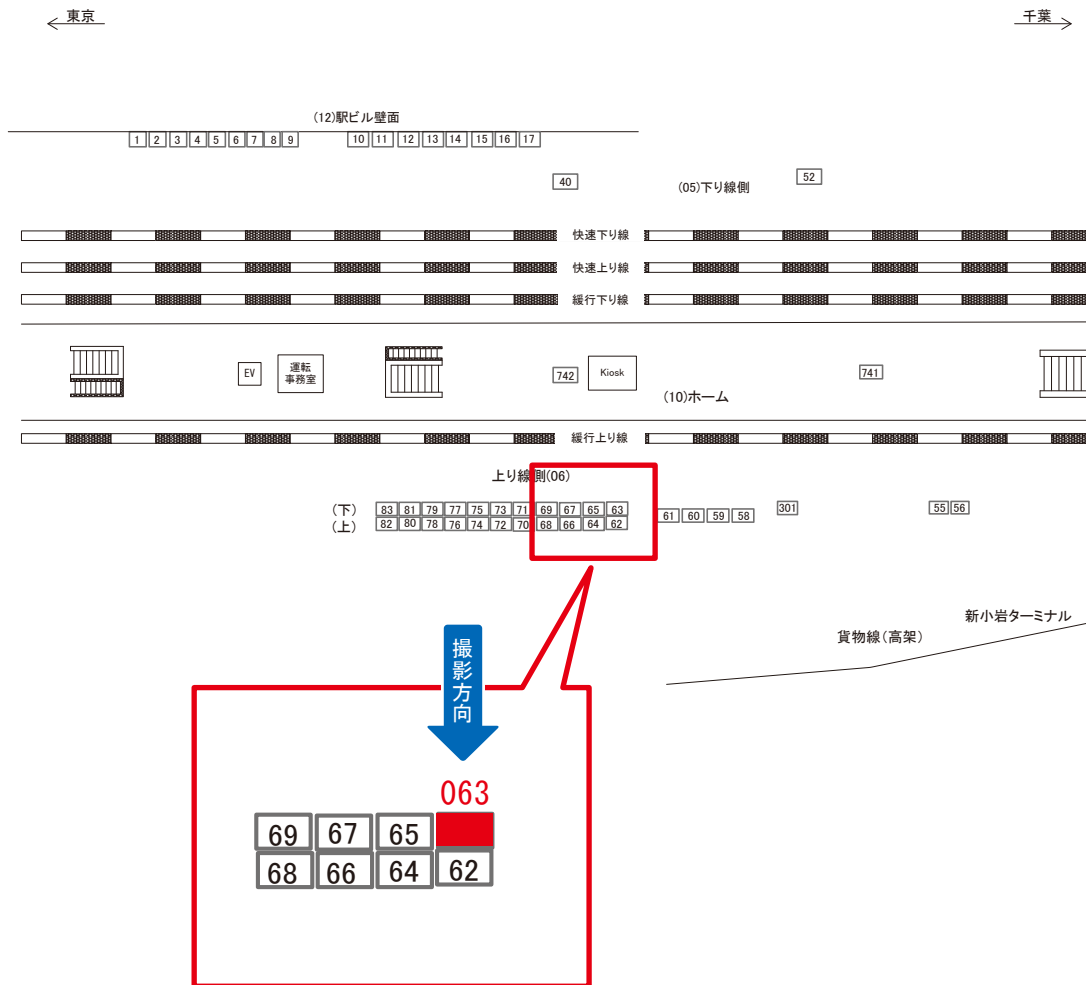 東京
千葉
(12)駅ビル壁面
1 2 3 4 5 6 7 8 9 10 11 12 13 14 15 16 17
40
(05)下り線側
52
快速下り線
快速上り線
緩行下り線
EV
運転
事務室
742
Kiosk
741
(10)ホーム
緩行上り線
上り線側(06)
(下) 83 81 79 77 75 73 71 69 67 65 63
(上) 82 80 78 76 74 72 70 68 66 64 62
61 60 59 58
301
55 56
新小岩ターミナル
貨物線(高架)
撮影方向
063
69 67 65
68 66 64 62